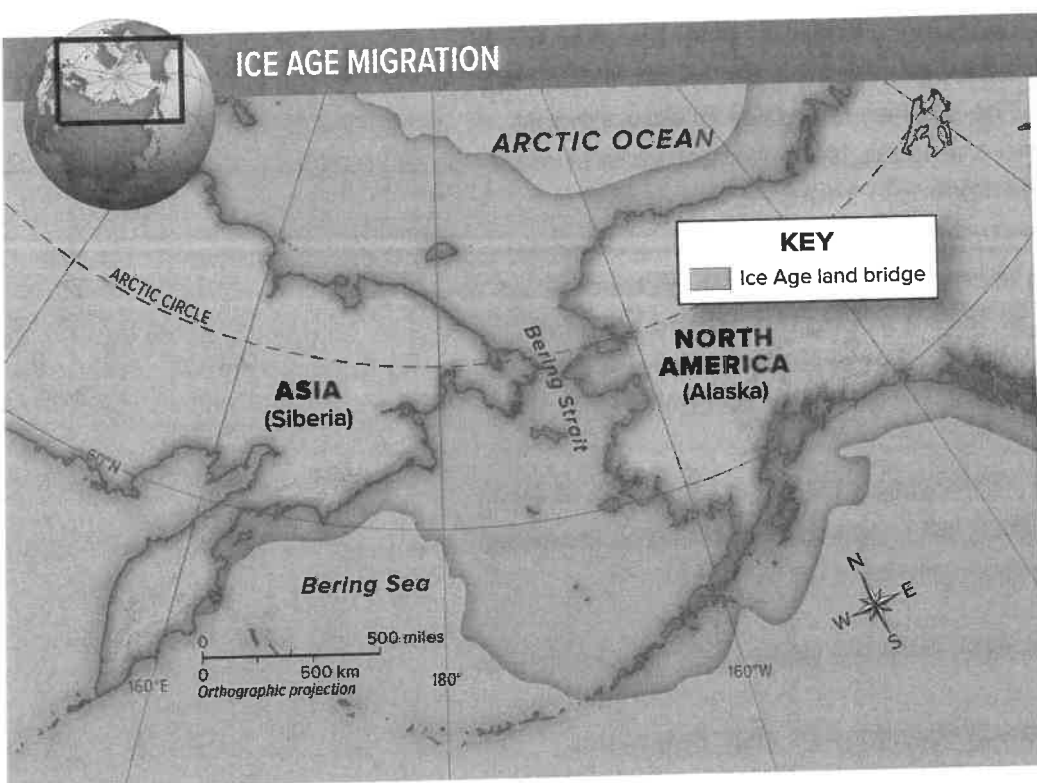 ICE AGE MIGRATION
ARCTIC OCEAN
KEY
Ice Age land bridge
ARCTIC CIRCLE
Bering Strait
NORTH
AMERICA
(Alaska)
ASIA
(Siberia)
60°N
N
W
E
S
Bering Sea
0
500 miles
0
500 km
Orthographic projection
160°E
180°
160°W